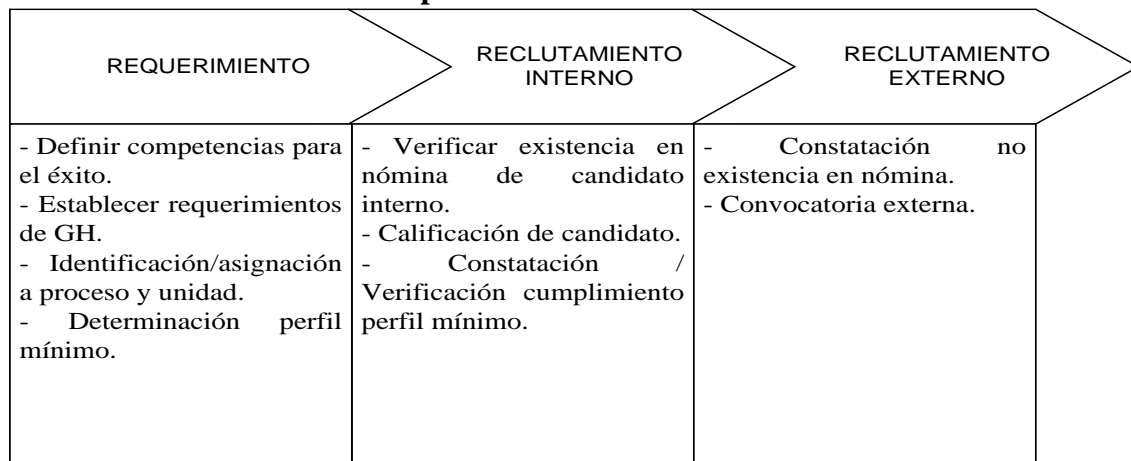 REQUERIMIENTO
RECLUTAMIENTO
INTERNO
RECLUTAMIENTO
EXTERNO
- Definir competencias para
el éxito.
- Establecer requerimientos
de GH.
- Identificación/asignación
a proceso y unidad.
- Determinación perfil
mínimo.
- Verificar existencia en
nómina de candidato
interno.
- Calificación de candidato.
- Constatación /
Verificación cumplimiento
perfil mínimo.
- Constatación no
existencia en nómina.
- Convocatoria externa.